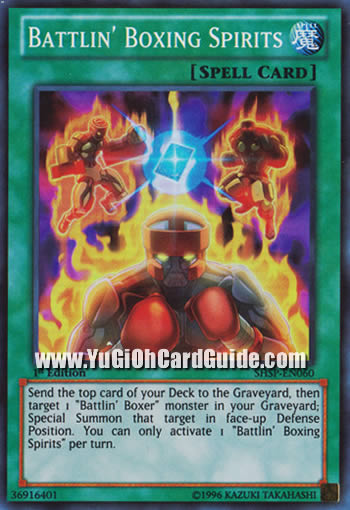 BATTLIN' BOXING SPIRITS 魔
[SPELL CARD]
www.YuGiOhCardGuide.com
1st Edition SHSP-EN060
Send the top card of your Deck to the Graveyard, then
target 1 "Battlin' Boxer" monster in your Graveyard;
Special Summon that target in face-up Defense
Position. You can only activate 1 "Battlin' Boxing
Spirits" per turn.
36916401 ©1996 KAZUKI TAKAHASHI